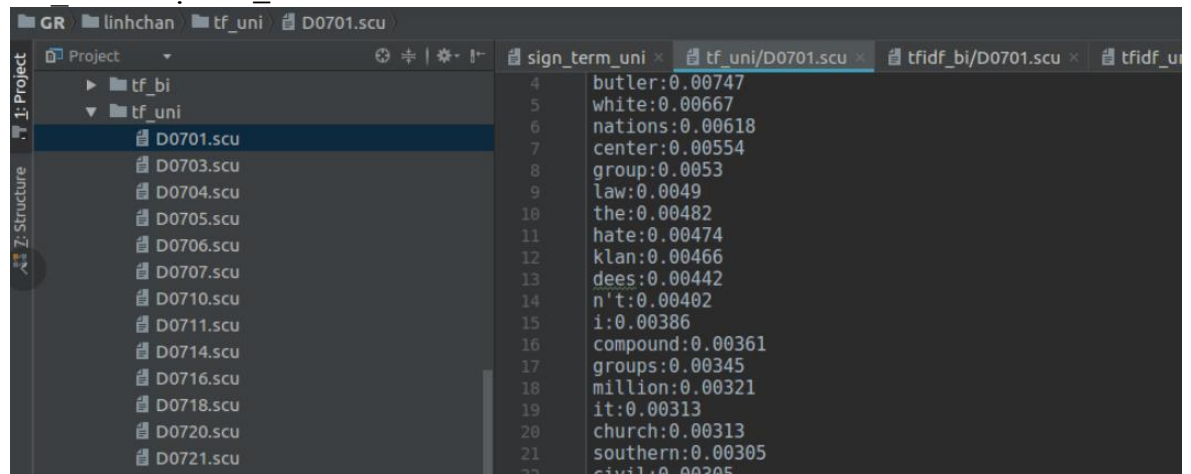 GR linhchan tf_uni D0701.scu
1: Project
Z: Structure
Project
tf_bi
tf_uni
D0701.scu
D0703.scu
D0704.scu
D0705.scu
D0706.scu
D0707.scu
D0710.scu
D0711.scu
D0714.scu
D0716.scu
D0718.scu
D0720.scu
D0721.scu
sign_term_uni tf_uni/D0701.scu tfidf_bi/D0701.scu tfidf_un
4 butler:0.00747
5 white:0.00667
6 nations:0.00618
7 center:0.00554
8 group:0.0053
9 law:0.0049
10 the:0.00482
11 hate:0.00474
12 klan:0.00466
13 dees:0.00442
14 n't:0.00402
15 i:0.00386
16 compound:0.00361
17 groups:0.00345
18 million:0.00321
19 it:0.00313
20 church:0.00313
21 southern:0.00305
22 civil:0.00305